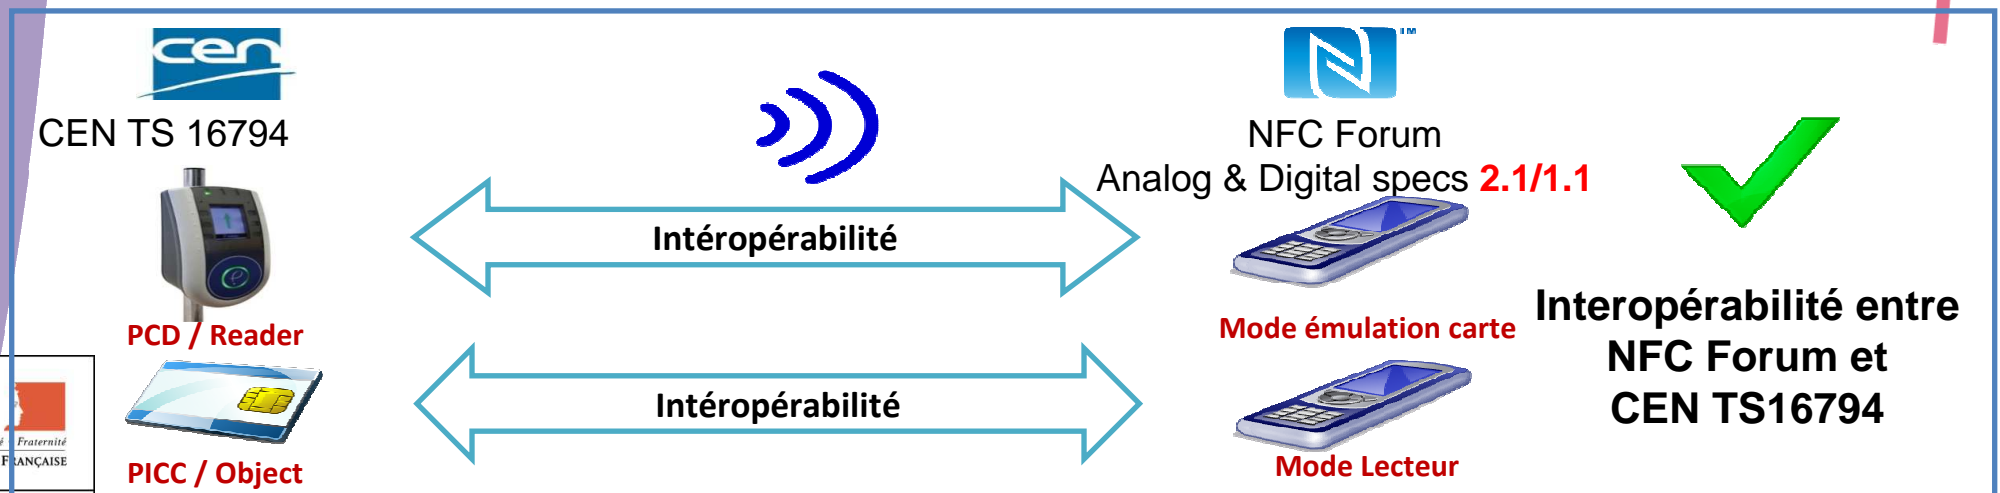 cen
CEN TS 16794
PCD / Reader
PICC / Object
Intéropérabilité
Intéropérabilité
TM
NFC Forum
Analog & Digital specs 2.1/1.1
Mode émulation carte
Mode Lecteur
Interopérabilité entre
NFC Forum et
CEN TS16794
é Fraternité
FRANÇAISE